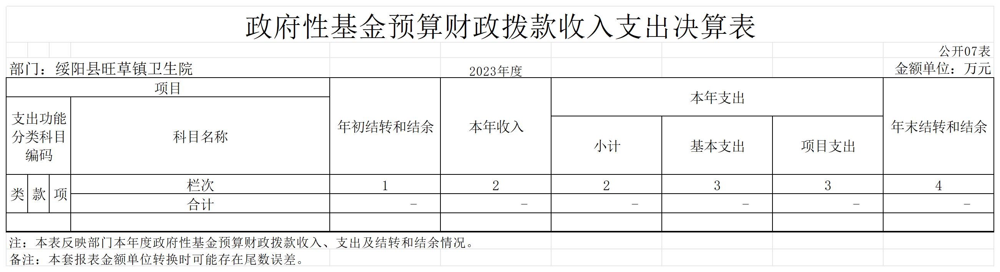 政府性基金预算财政拨款收入支出决算表
公开07表
部门：绥阳县旺草镇卫生院 2023年度 金额单位：万元
项目
本年支出
支出功能
分类科目
编码
科目名称
年初结转和结余
本年收入
小计
基本支出
项目支出
年末结转和结余
类 款 项
栏次 1 2 2 3 3 4
合计 － － － － － －
注：本表反映部门本年度政府性基金预算财政拨款收入、支出及结转和结余情况。
备注：本套报表金额单位转换时可能存在尾数误差。